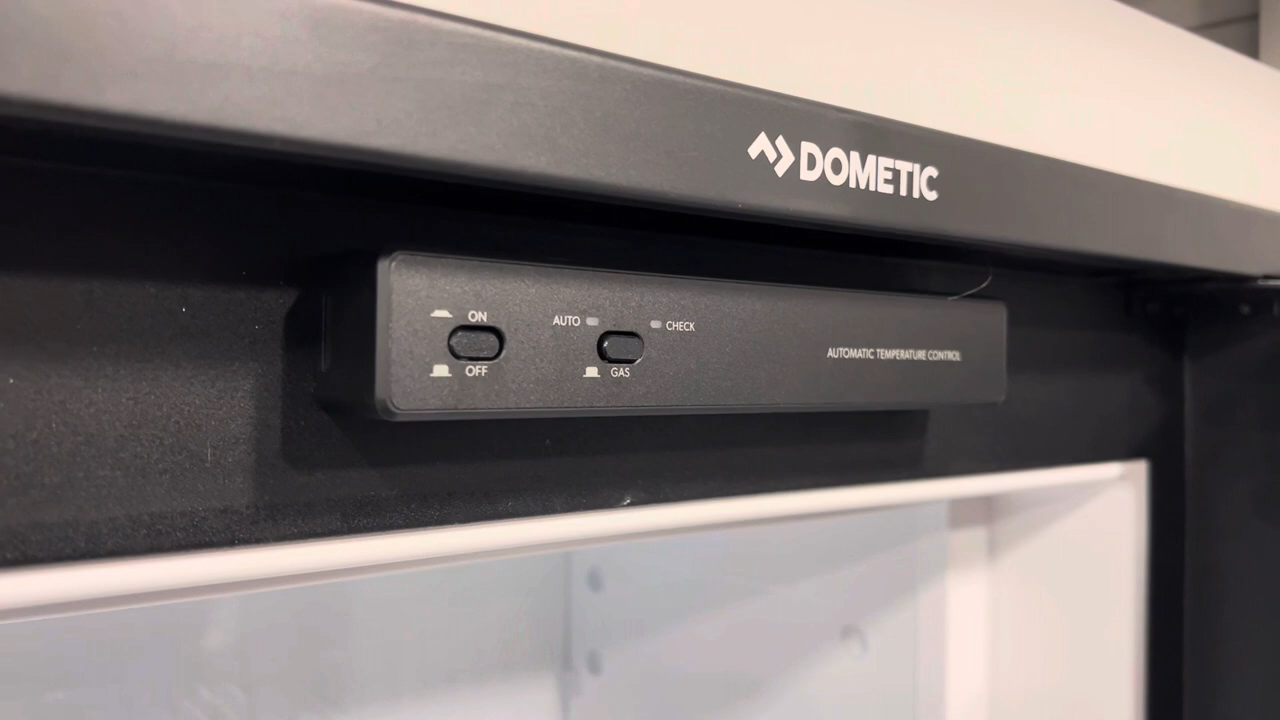 DOMETIC
ON
OFF
AUTO
CHECK
GAS
AUTOMATIC TEMPERATURE CONTROL